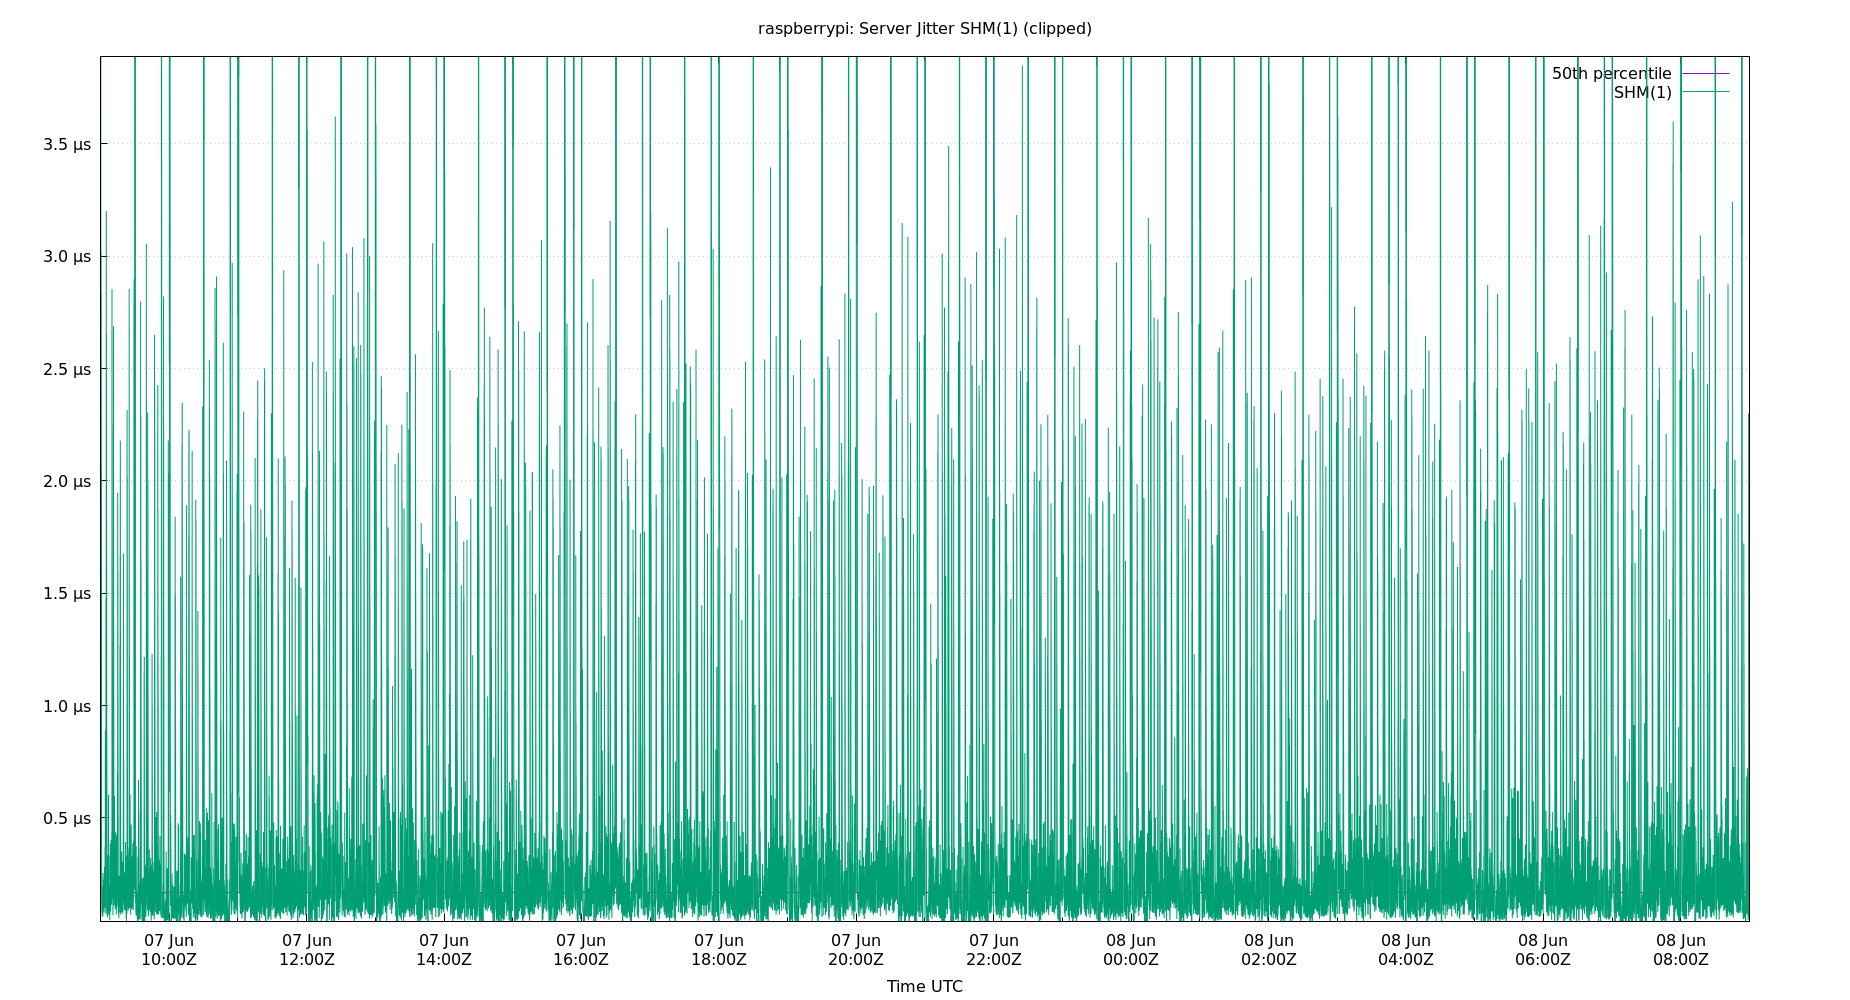 raspberrypi: Server Jitter SHM(1) (clipped)
50th percentile
SHM(1)
3.5 µs
3.0 µs
2.5 µs
2.0 µs
1.5 µs
1.0 µs
0.5 µs
07 Jun 07 Jun 07 Jun 07 Jun 07 Jun 07 Jun 07 Jun 08 Jun 08 Jun 08 Jun 08 Jun 08 Jun
10:00Z 12:00Z 14:00Z 16:00Z 18:00Z 20:00Z 22:00Z 00:00Z 02:00Z 04:00Z 06:00Z 08:00Z
Time UTC